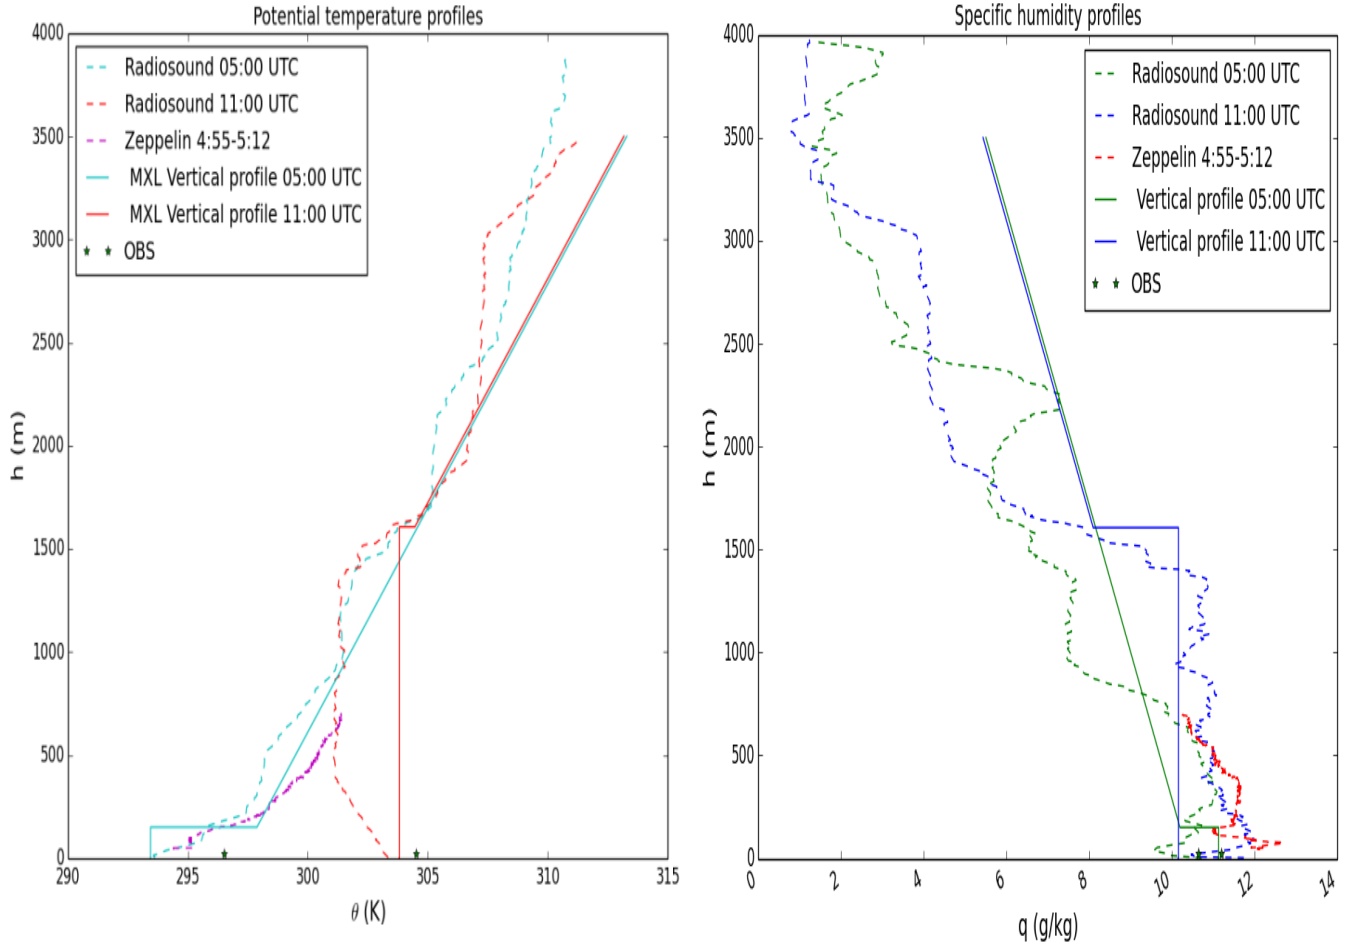 Potential temperature profiles
4000
3500
3000
2500
2000
1500
1000
500
0
h (m)
Radiosound 05:00 UTC
Radiosound 11:00 UTC
Zeppelin 4:55-5:12
MXL Vertical profile 05:00 UTC
MXL Vertical profile 11:00 UTC
OBS
290 295 300 305 310 315
θ (K)
Specific humidity profiles
4000
3500
3000
2500
2000
1500
1000
500
0
h (m)
Radiosound 05:00 UTC
Radiosound 11:00 UTC
Zeppelin 4:55-5:12
Vertical profile 05:00 UTC
Vertical profile 11:00 UTC
OBS
0 2 4 6 8 10 12 14
q (g/kg)